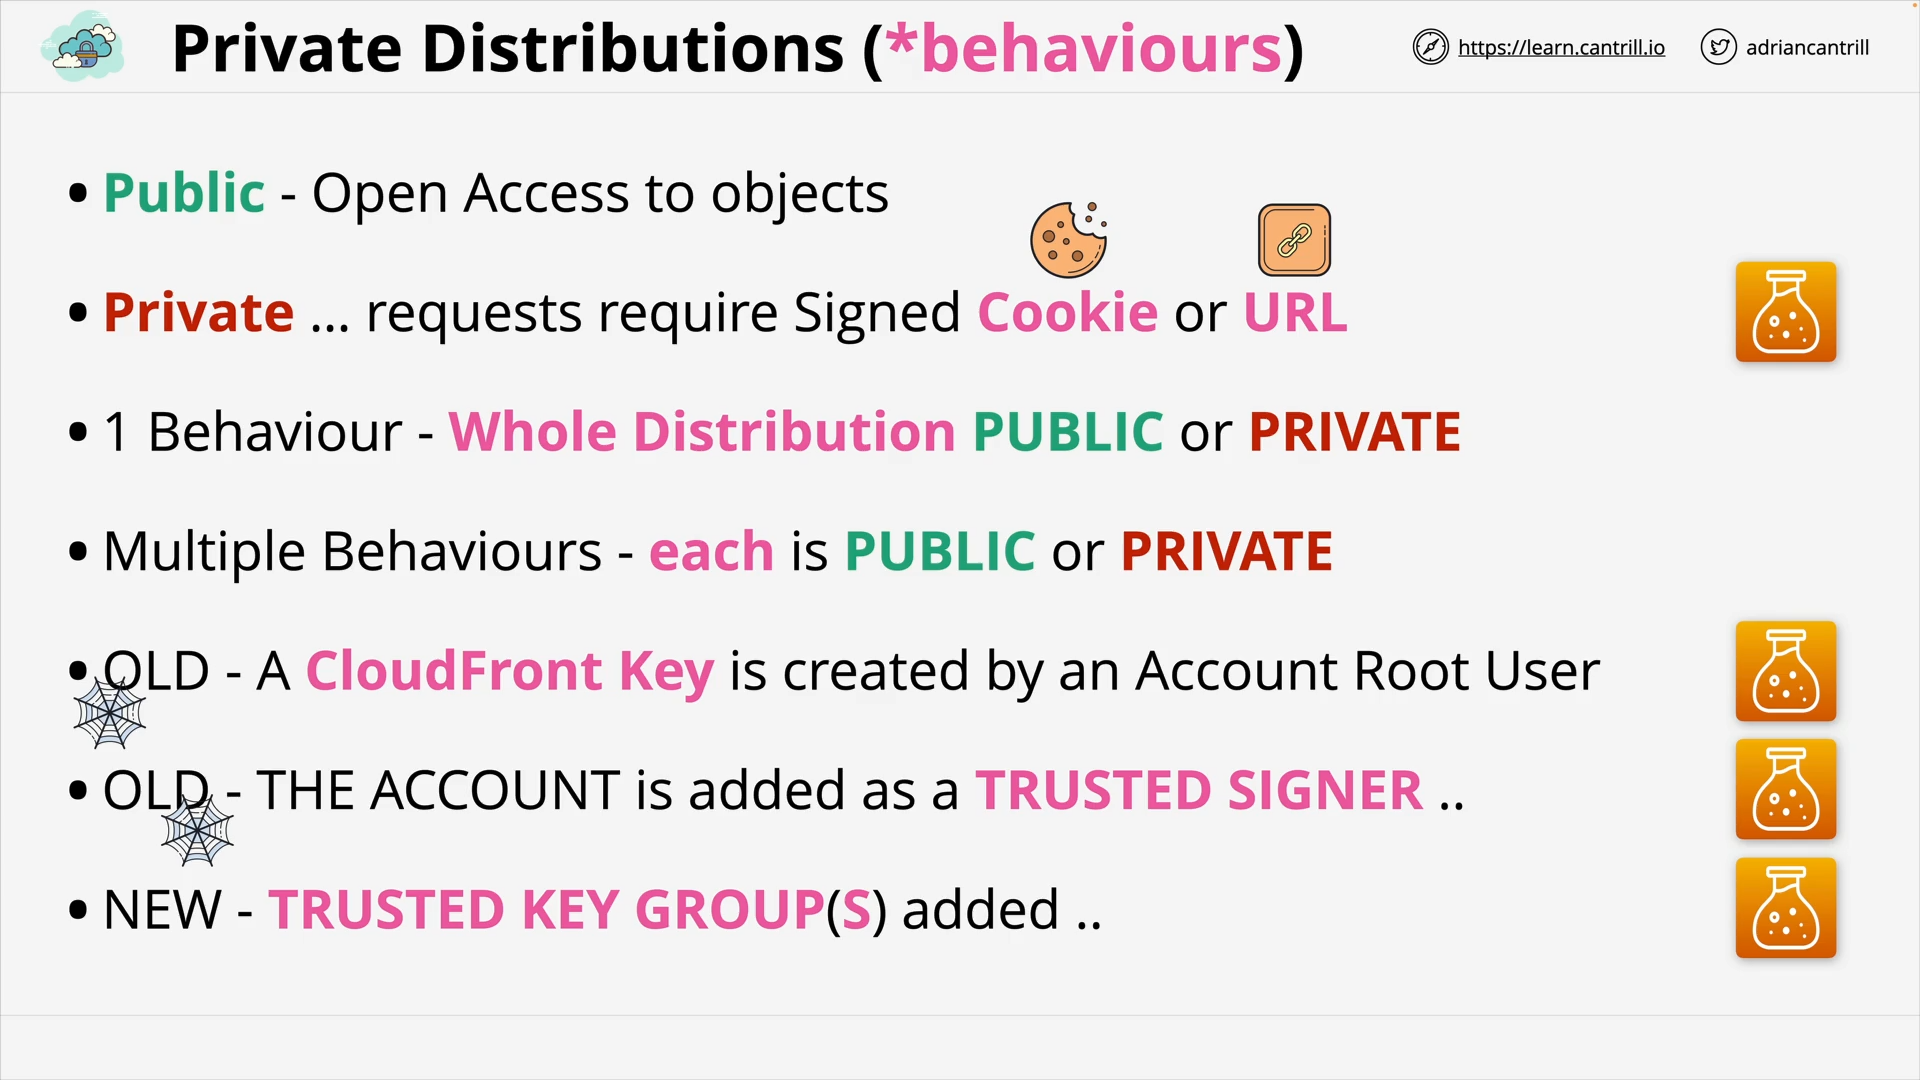 Private Distributions (*behaviours)
https://learn.cantrill.io
adriancantrill
• Public - Open Access to objects
• Private ... requests require Signed Cookie or URL
• 1 Behaviour - Whole Distribution PUBLIC or PRIVATE
• Multiple Behaviours - each is PUBLIC or PRIVATE
• OLD - A CloudFront Key is created by an Account Root User
• OLD - THE ACCOUNT is added as a TRUSTED SIGNER ..
• NEW - TRUSTED KEY GROUP(S) added ..